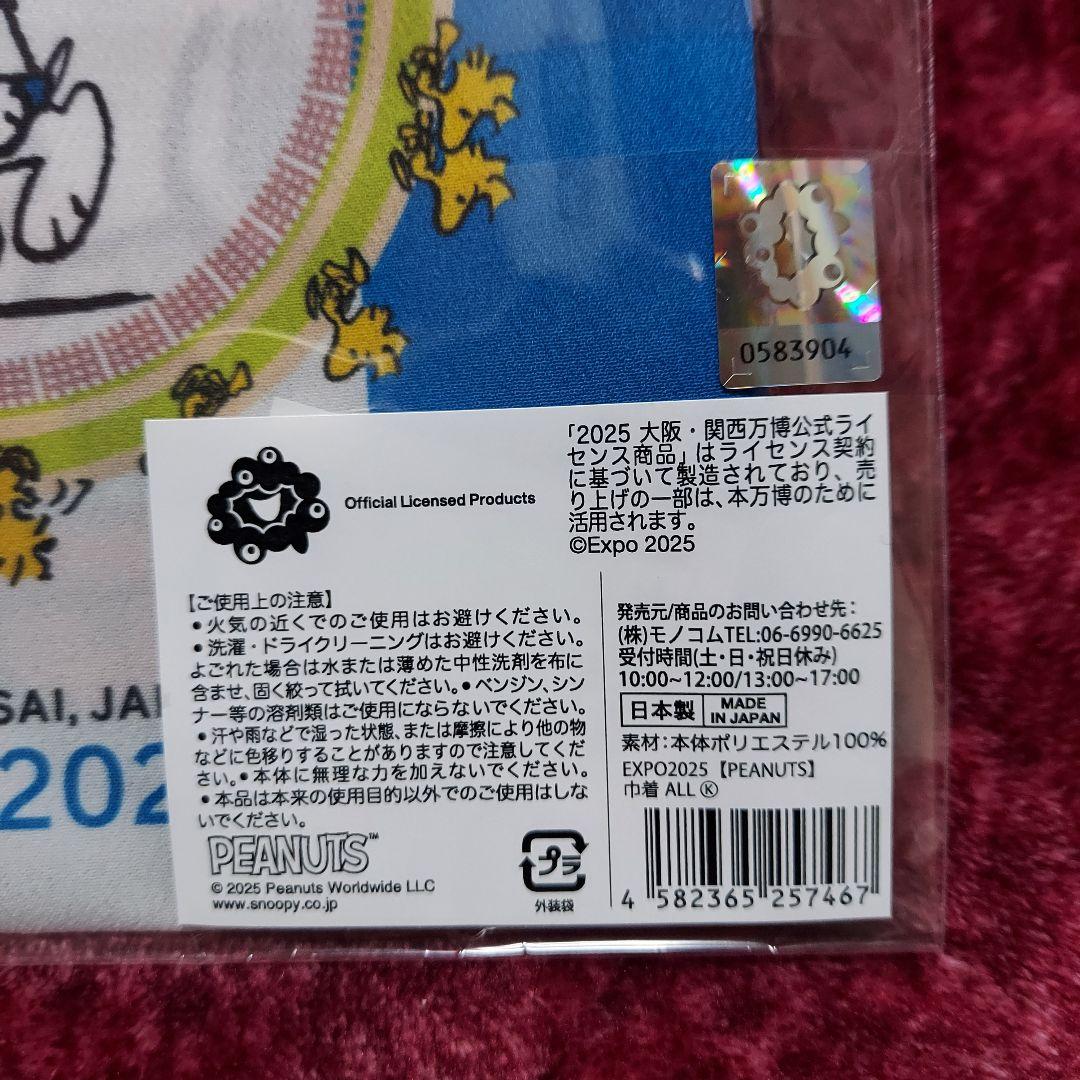 0583904
Official Licensed Products
「2025 大阪・関西万博公式ライ
センス商品」はライセンス契約
に基づいて製造されており、売
り上げの一部は、本万博のために
活用されます。
©Expo 2025
【ご使用上の注意】
●火気の近くでのご使用はお避けください。
●洗濯・ドライクリーニングはお避けください。
よごれた場合は水または薄めた中性洗剤を布に
含ませ、固く絞って拭いてください。●ベンジン、シン
ナー等の溶剤類はご使用にならないでください。
●汗や雨などで湿った状態、または摩擦により他の物
などに色移りすることがありますので注意してくだ
さい。●本体に無理な力を加えないでください。
●本品は本来の使用目的以外でのご使用はしな
いでください。
PEANUTS™
© 2025 Peanuts Worldwide LLC
www.snoopy.co.jp
プラ
外装袋
発売元/商品のお問い合わせ先：
(株)モノコムTEL:06-6990-6625
受付時間(土・日・祝日休み)
10:00~12:00/13:00~17:00
日本製 MADE IN JAPAN
素材：本体ポリエステル100%
EXPO2025【PEANUTS】
巾着 ALL Ⓚ
4 582365 257467
SAI, JA
202